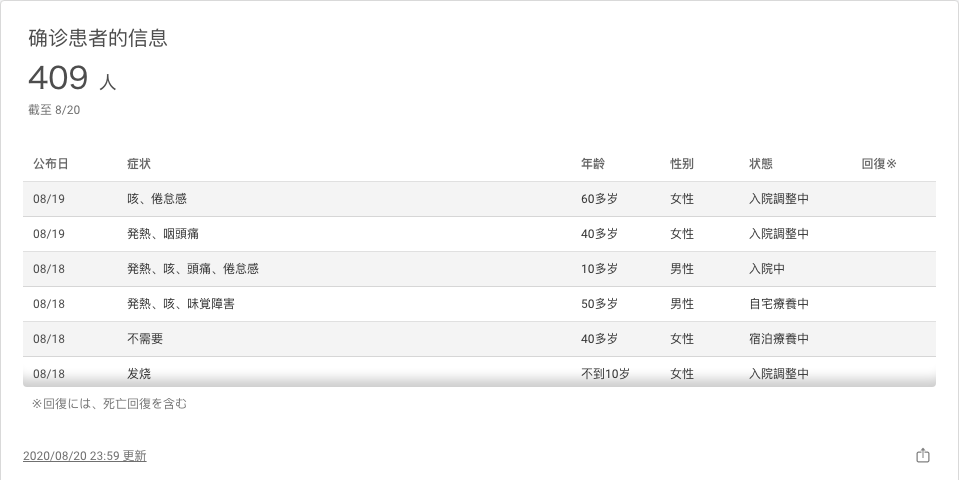 确诊患者的信息
409 人
截至 8/20
公布日 症状 年龄 性别 状態 回復※
08/19 咳、倦怠感 60多岁 女性 入院調整中
08/19 発熱、咽頭痛 40多岁 女性 入院調整中
08/18 発熱、咳、頭痛、倦怠感 10多岁 男性 入院中
08/18 発熱、咳、味覚障害 50多岁 男性 自宅療養中
08/18 不需要 40多岁 女性 宿泊療養中
08/18 发烧 不到10岁 女性 入院調整中
※回復には、死亡回復を含む
2020/08/20 23:59 更新